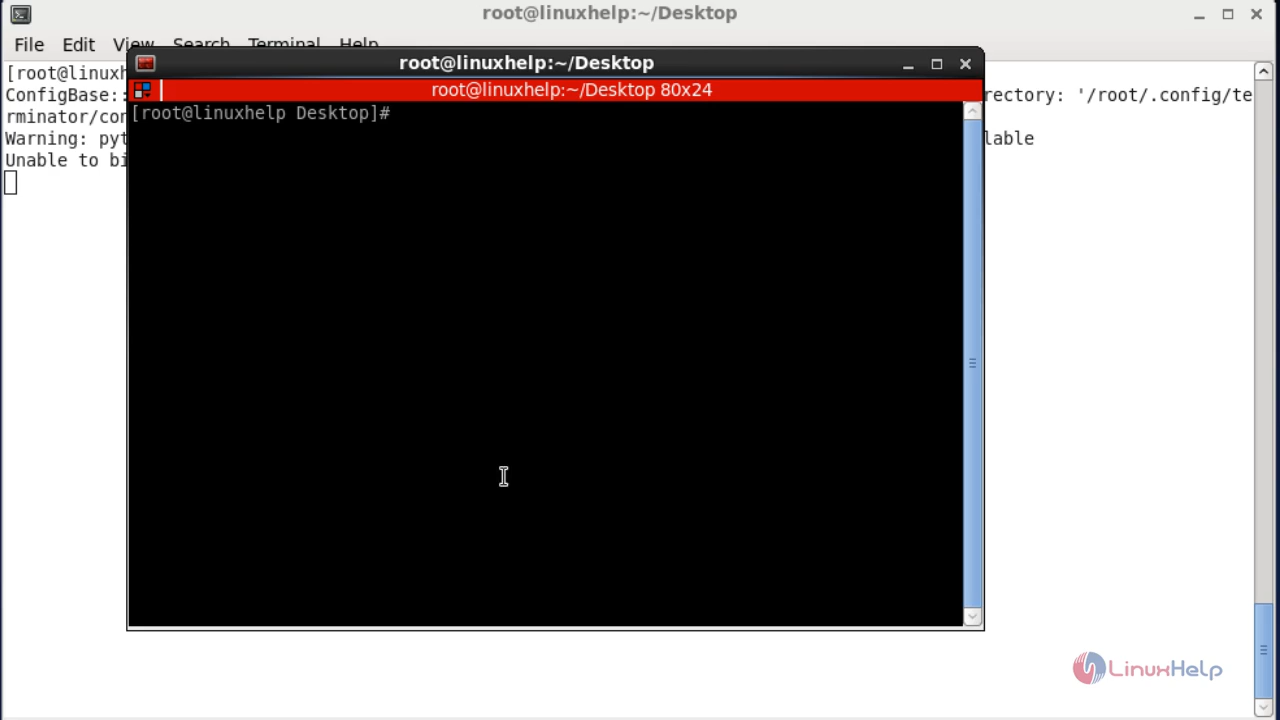 root@linuxhelp:~/Desktop
File Edit View Search Terminal Help
[root@linuxh
ConfigBase:: rectory: '/root/.config/te
rminator/con
Warning: pyt lable
Unable to bi
root@linuxhelp:~/Desktop
root@linuxhelp:~/Desktop 80x24
[root@linuxhelp Desktop]#
LinuxHelp